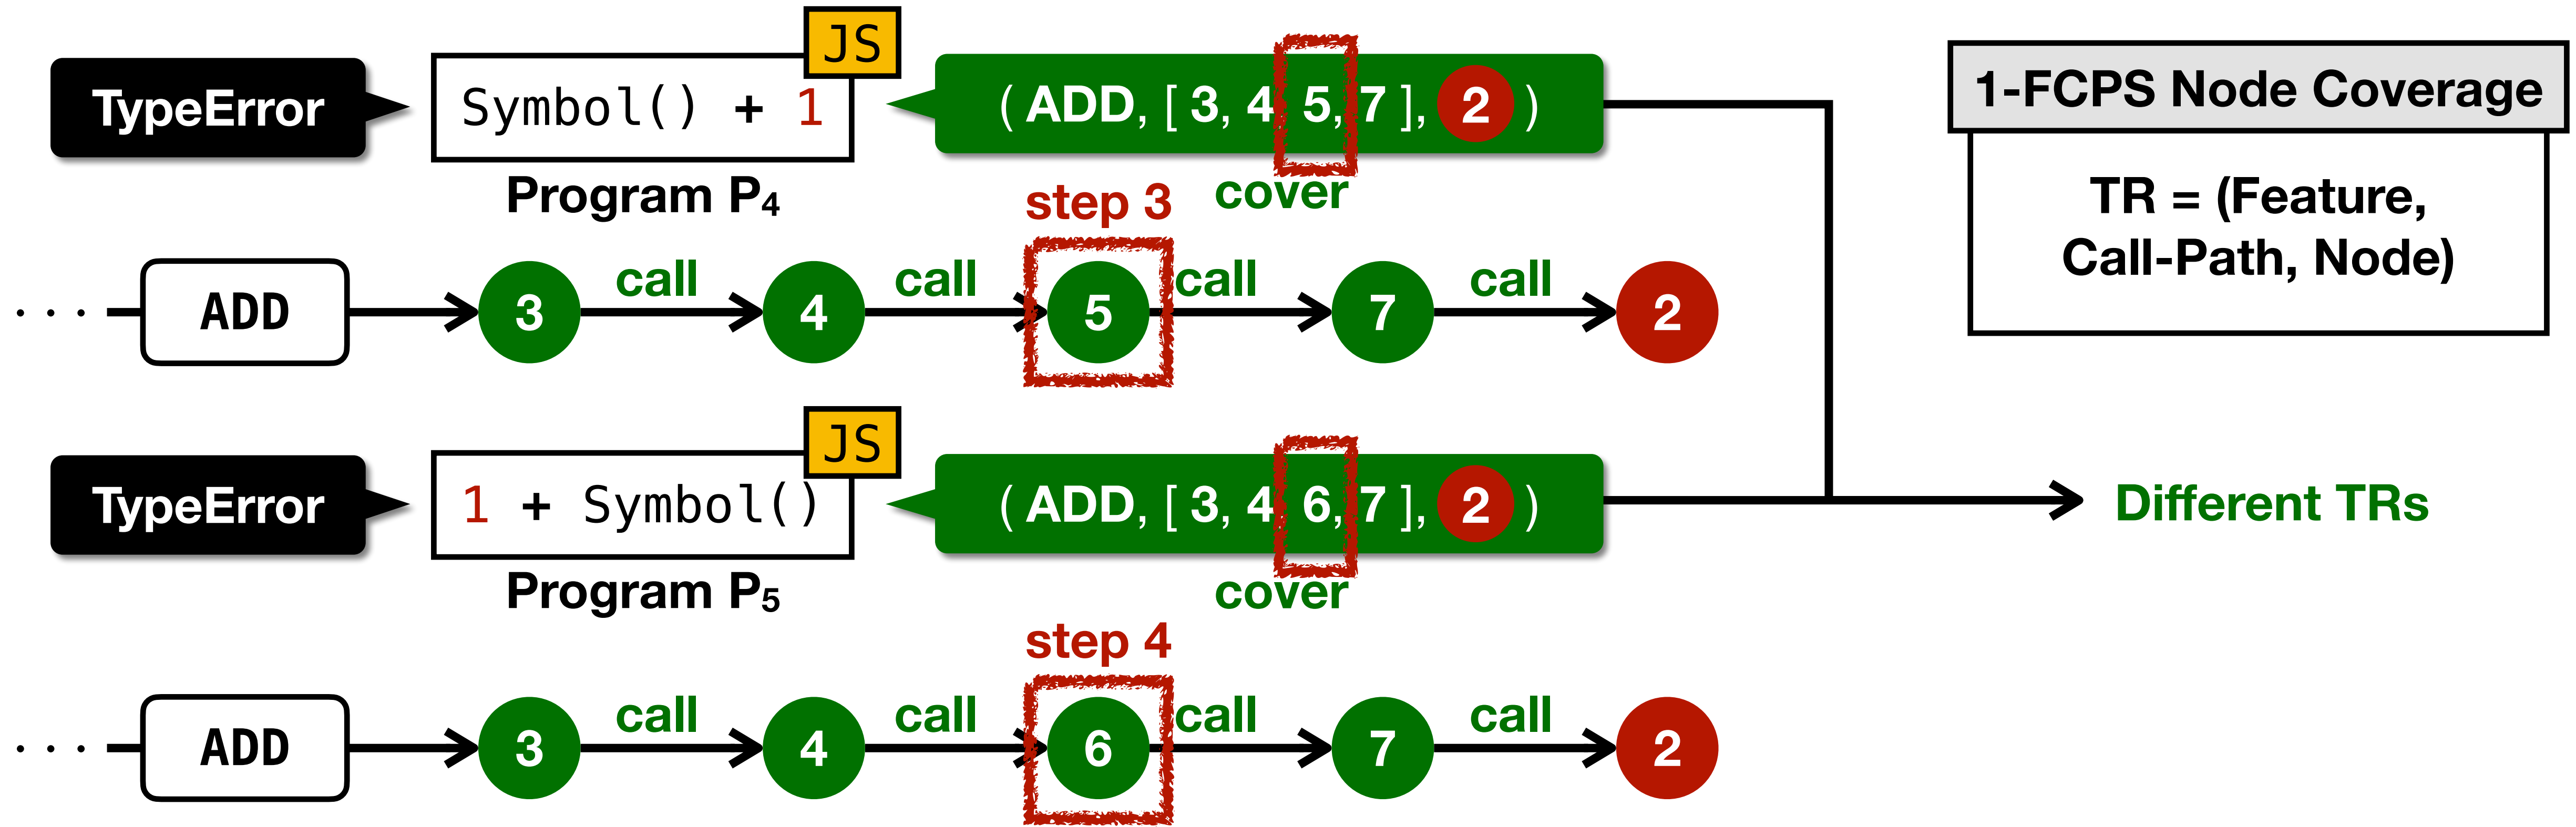 JS
TypeError
Symbol() + 1
( ADD, [ 3, 4 5, 7 ], 2 )
1-FCPS Node Coverage
Program P₄
cover
TR = (Feature,
Call-Path, Node)
step 3
... ADD 3 call 4 call 5 call 7 call 2
JS
TypeError
1 + Symbol()
( ADD, [ 3, 4 6, 7 ], 2 )
Different TRs
Program P₅
cover
step 4
... ADD 3 call 4 call 6 call 7 call 2